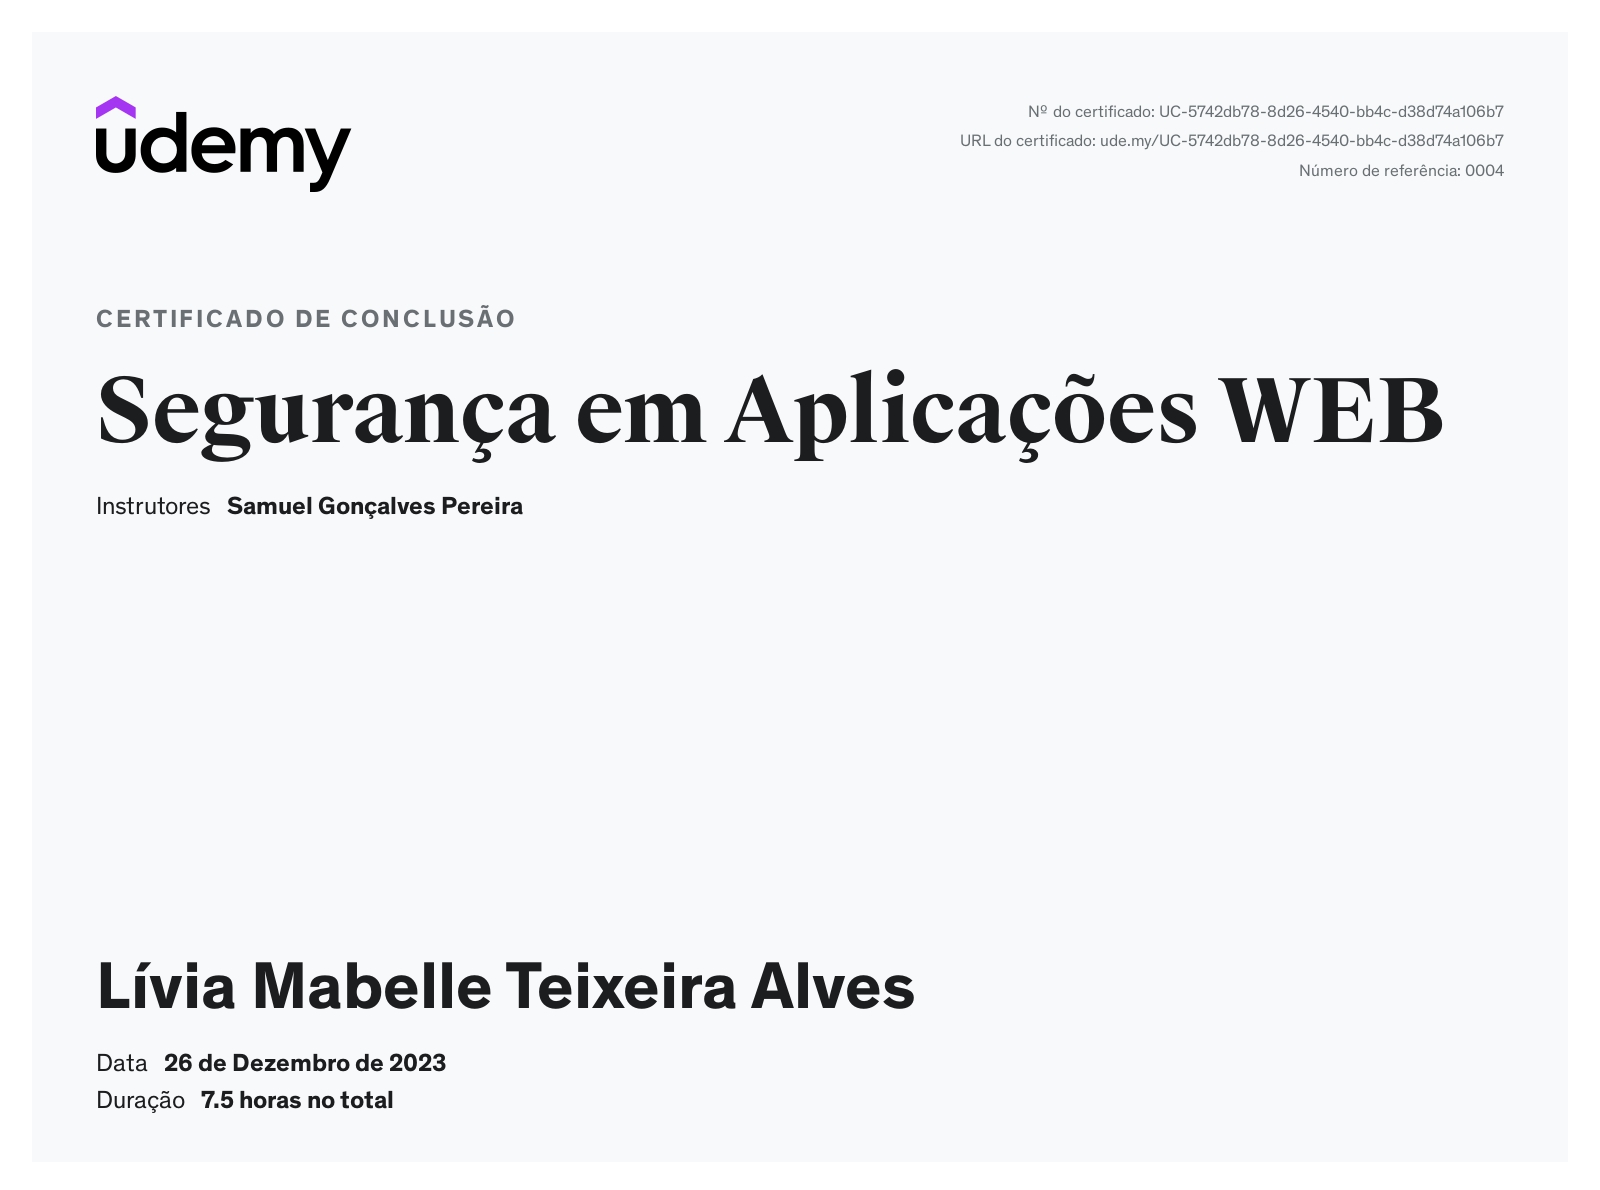 udemy
Nº do certificado: UC-5742db78-8d26-4540-bb4c-d38d74a106b7
URL do certificado: ude.my/UC-5742db78-8d26-4540-bb4c-d38d74a106b7
Número de referência: 0004
CERTIFICADO DE CONCLUSÃO
Segurança em Aplicações WEB
Instrutores Samuel Gonçalves Pereira
Lívia Mabelle Teixeira Alves
Data 26 de Dezembro de 2023
Duração 7.5 horas no total